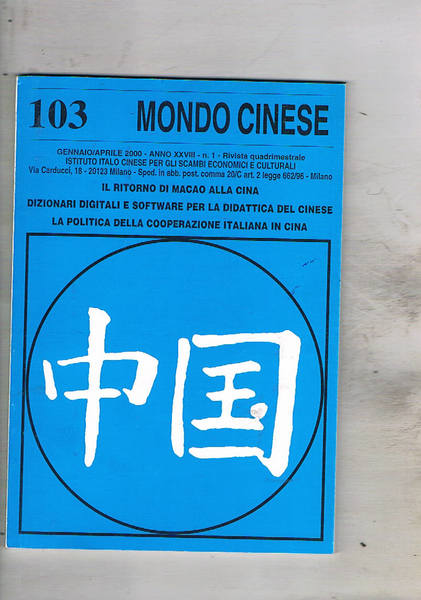 103 MONDO CINESE
GENNAIO/APRILE 2000 - ANNO XXVIII - n. 1 - Rivista quadrimestrale
ISTITUTO ITALO CINESE PER GLI SCAMBI ECONOMICI E CULTURALI
Via Carducci, 18 - 20123 Milano - Sped. in abb. post. comma 20/C art. 2 legge 662/96 - Milano
IL RITORNO DI MACAO ALLA CINA
DIZIONARI DIGITALI E SOFTWARE PER LA DIDATTICA DEL CINESE
LA POLITICA DELLA COOPERAZIONE ITALIANA IN CINA
中国